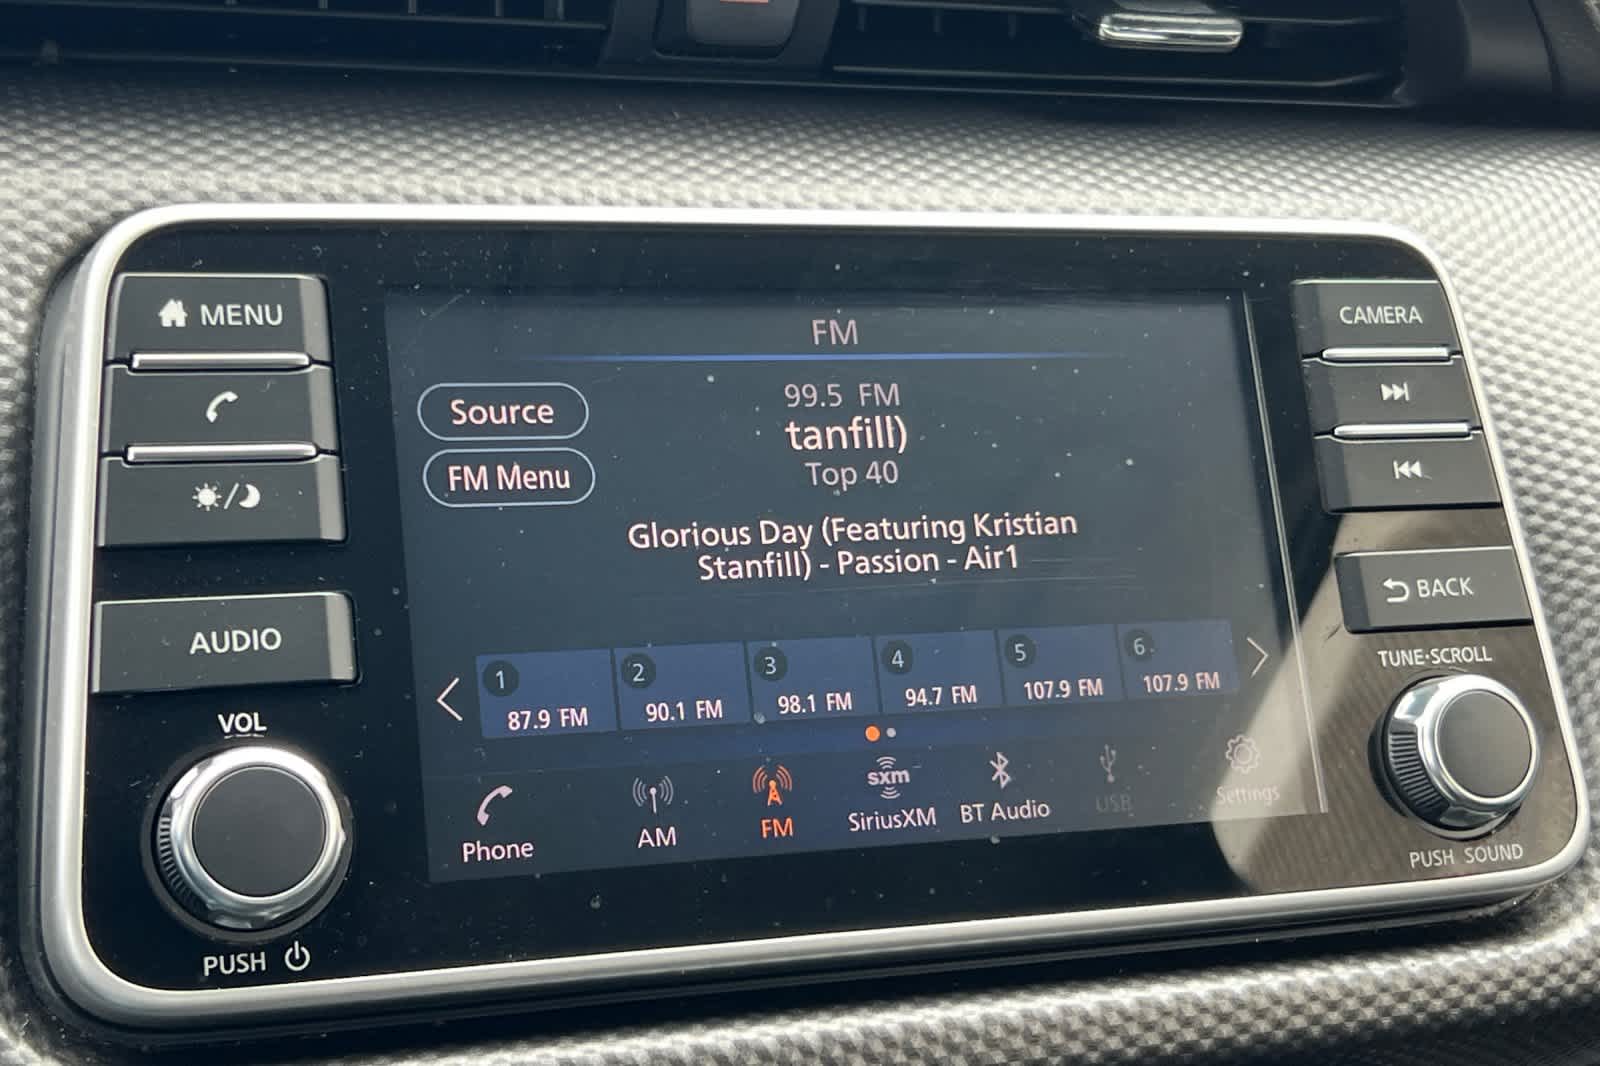 MENU
AUDIO
VOL
PUSH
FM
Source
FM Menu
99.5 FM
tanfill)
Top 40
Glorious Day (Featuring Kristian
Stanfill) - Passion - Air1
1
87.9 FM
2
90.1 FM
3
98.1 FM
4
94.7 FM
5
107.9 FM
6
107.9 FM
Phone
AM
FM
sxm
SiriusXM
BT Audio
USB
Settings
CAMERA
BACK
TUNE·SCROLL
PUSH SOUND